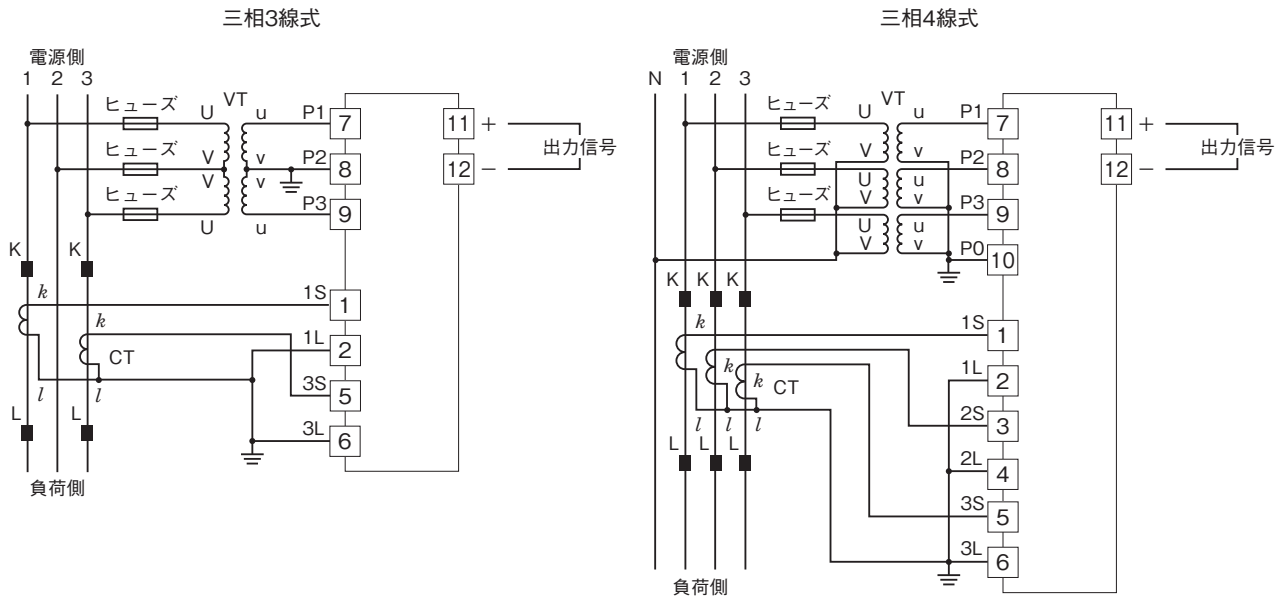 三相3線式
電源側
1 2 3
ヒューズ U VT u P1 7 11 +
出力信号
ヒューズ V v P2 8 12 −
V v
ヒューズ P3 9
U u
K K
k 1S 1
k
1L 2
CT
3S 5
l l
L L
3L 6
負荷側
三相4線式
電源側
N 1 2 3
ヒューズ U VT u P1 7 11 +
出力信号
V v
ヒューズ P2 8 12 −
U u
V v
ヒューズ P3 9
U u
V v
P0 10
K K K
k 1S 1
k
k CT
1L 2
l l l
2S 3
L L L
2L 4
3S 5
3L 6
負荷側